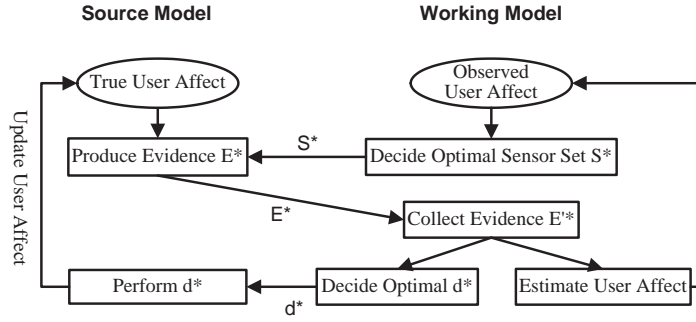 Source Model
Working Model
True User Affect
Observed
User Affect
Update User Affect
Produce Evidence E*
S*
Decide Optimal Sensor Set S*
E*
Collect Evidence E'*
Perform d*
d*
Decide Optimal d*
Estimate User Affect